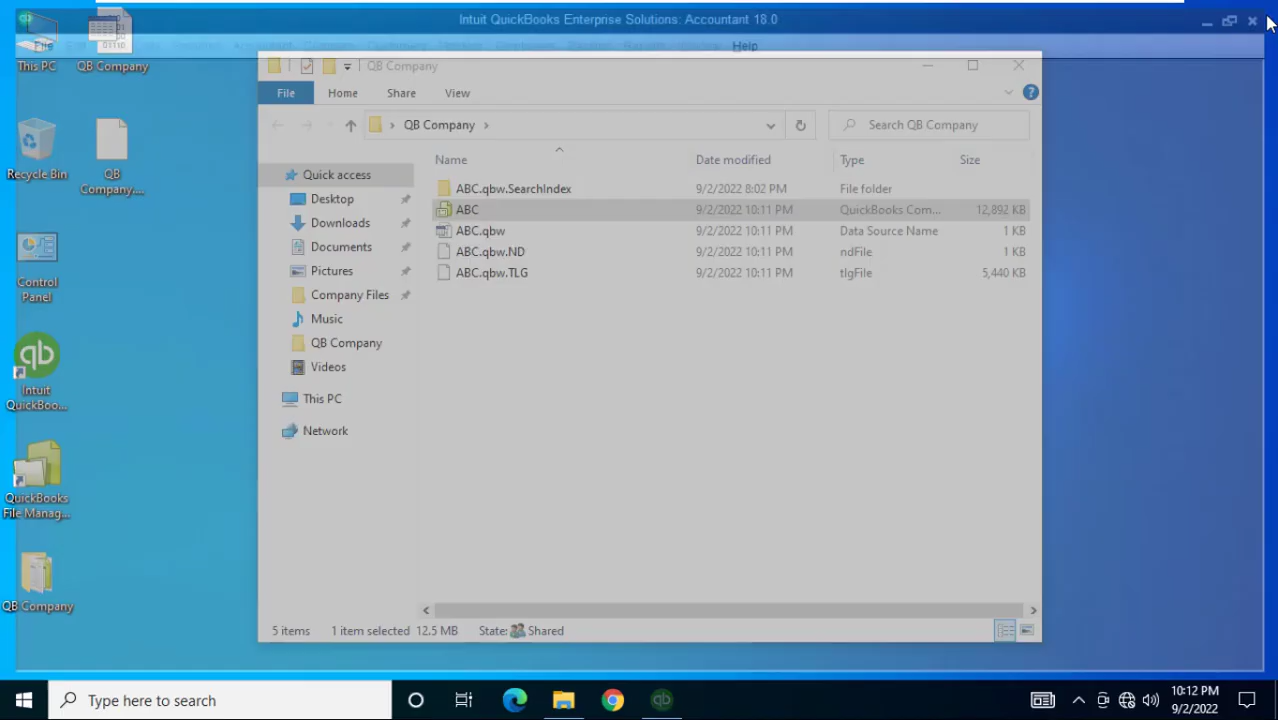 Intuit QuickBooks Enterprise Solutions: Accountant 18.0
File
Help
This PC
QB Company
Recycle Bin
QB
Company....
Control
Panel
Intuit
QuickBoo...
QuickBooks
File Manag...
QB Company
QB Company
File
Home
Share
View
QB Company
Search QB Company
Name
Date modified
Type
Size
Quick access
Desktop
Downloads
Documents
Pictures
Company Files
Music
QB Company
Videos
This PC
Network
ABC.qbw.SearchIndex 9/2/2022 8:02 PM File folder
ABC 9/2/2022 10:11 PM QuickBooks Com... 12,892 KB
ABC.qbw 9/2/2022 10:11 PM Data Source Name 1 KB
ABC.qbw.ND 9/2/2022 10:11 PM ndFile 1 KB
ABC.qbw.TLG 9/2/2022 10:11 PM tlgFile 5,440 KB
5 items 1 item selected 12.5 MB State: Shared
Type here to search
10:12 PM
9/2/2022